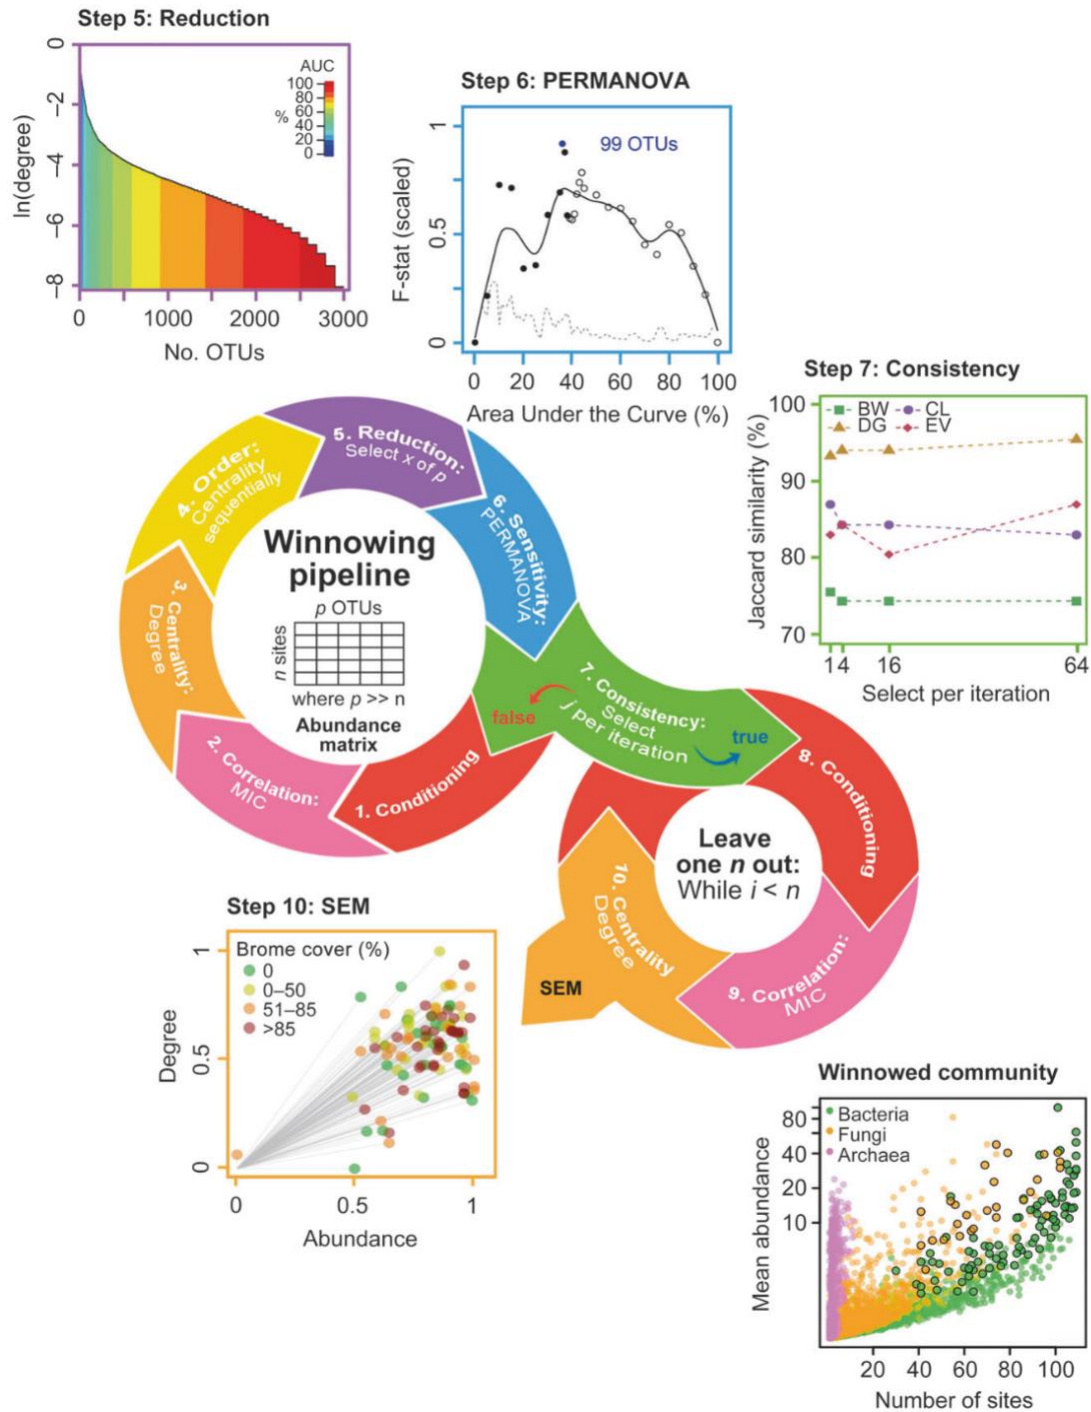 Step 5: Reduction
0
−2
−4
−6
−8
ln(degree)
AUC
100
80
60
%
40
20
0
0
1000
2000
3000
No. OTUs
Step 6: PERMANOVA
99 OTUs
1
0.5
0
F-stat (scaled)
0
20
40
60
80
100
Area Under the Curve (%)
Step 7: Consistency
BW
CL
DG
EV
100
90
80
70
Jaccard similarity (%)
1
4
16
64
Select per iteration
Winnowing
pipeline
p OTUs
n sites
where p >> n
Abundance
matrix
1. Conditioning
2. Correlation:
MIC
3. Centrality:
Degree
4. Order:
Centrality
sequentially
5. Reduction:
Select x of p
6. Sensitivity:
PERMANOVA
7. Consistency:
Select
j per iteration
false
true
8. Conditioning
9. Correlation:
MIC
10. Centrality
Degree
SEM
Leave
one n out:
While i < n
Step 10: SEM
Brome cover (%)
0
0–50
51–85
>85
1
0.5
0
Degree
0
0.5
1
Abundance
Winnowed community
Bacteria
Fungi
Archaea
80
40
20
10
Mean abundance
20
40
60
80
100
Number of sites